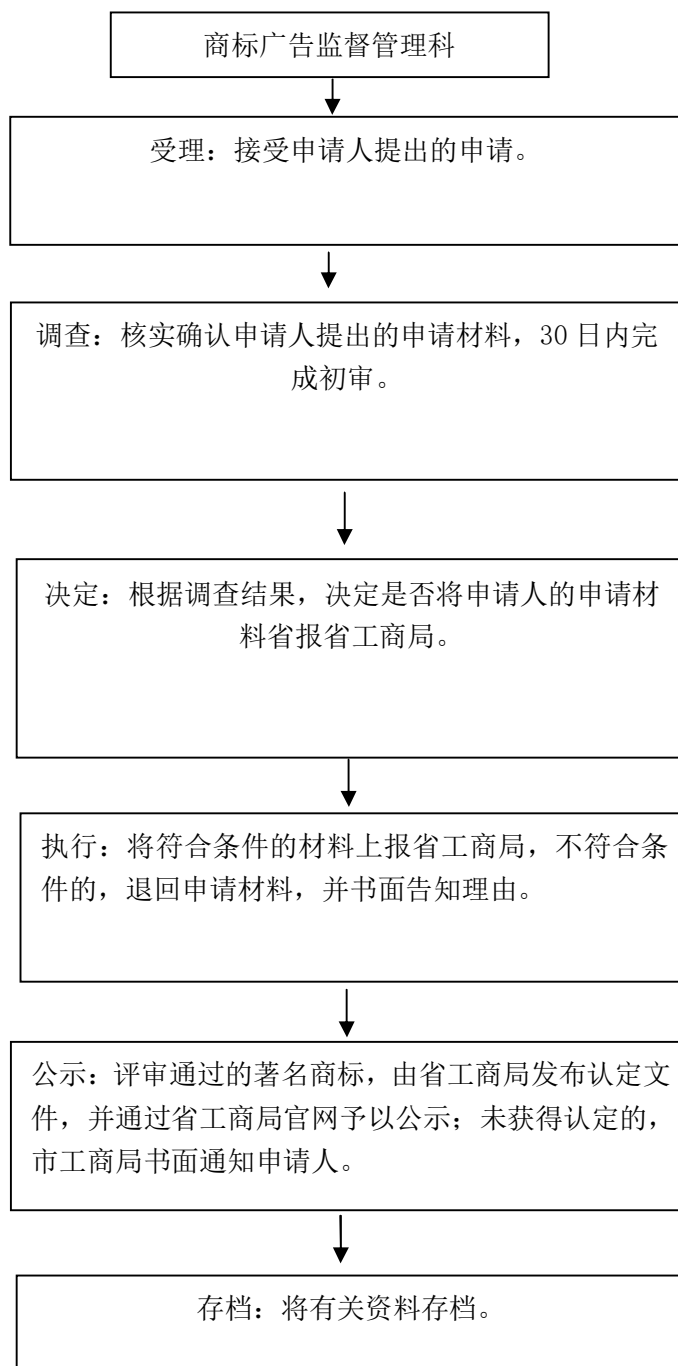 商标广告监督管理科
受理：接受申请人提出的申请。
调查：核实确认申请人提出的申请材料，30 日内完
成初审。
决定：根据调查结果，决定是否将申请人的申请材
料省报省工商局。
执行：将符合条件的材料上报省工商局，不符合条
件的，退回申请材料，并书面告知理由。
公示：评审通过的著名商标，由省工商局发布认定文
件，并通过省工商局官网予以公示；未获得认定的，
市工商局书面通知申请人。
存档：将有关资料存档。